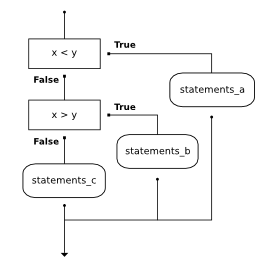 x < y
True
statements_a
False
x > y
True
statements_b
False
statements_c